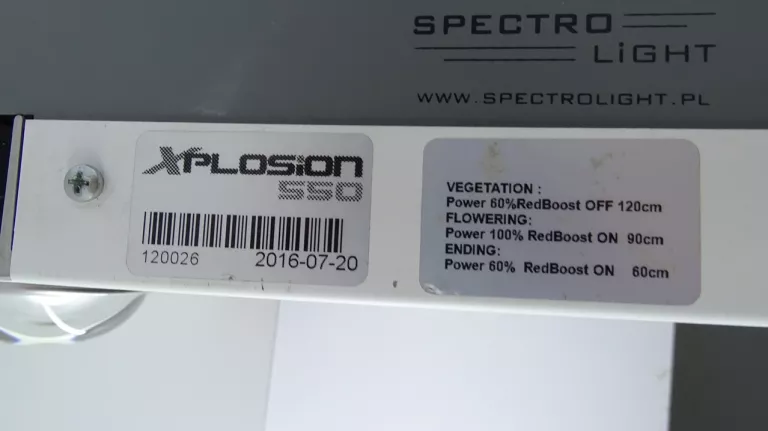 SPECTRO
LiGHT
WWW.SPECTROLIGHT.PL
XPLOSiON
550
120026 2016-07-20
VEGETATION :
Power 60%RedBoost OFF 120cm
FLOWERING:
Power 100% RedBoost ON 90cm
ENDING:
Power 60% RedBoost ON 60cm